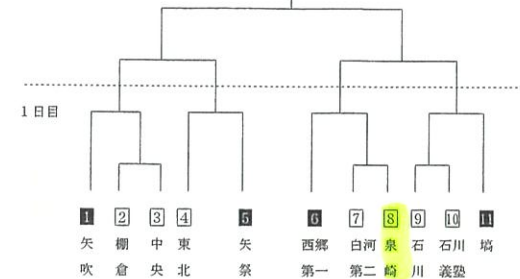 1日目
1 2 3 4 5 6 7 8 9 10 11
矢吹 棚倉 中央 東北 矢祭 西郷第一 白河第二 泉崎 石川 石川義塾 塙